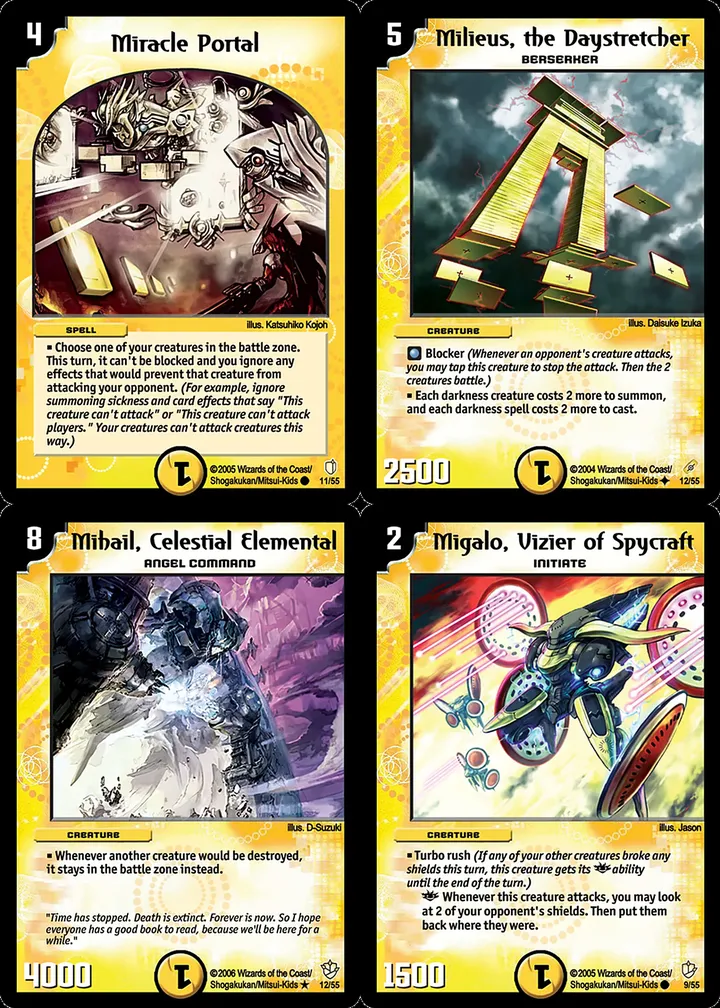 4
Miracle Portal
illus. Katsuhiko Kojoh
SPELL
▪ Choose one of your creatures in the battle zone.
This turn, it can't be blocked and you ignore any
effects that would prevent that creature from
attacking your opponent. (For example, ignore
summoning sickness and card effects that say "This
creature can't attack" or "This creature can't attack
players." Your creatures can't attack creatures this
way.)
1
©2005 Wizards of the Coast/
Shogakukan/Mitsui-Kids ●
11/55
5
Milieus, the Daystretcher
BERSERKER
illus. Daisuke Izuka
CREATURE
Blocker (Whenever an opponent's creature attacks,
you may tap this creature to stop the attack. Then the 2
creatures battle.)
▪ Each darkness creature costs 2 more to summon,
and each darkness spell costs 2 more to cast.
2500
1
©2004 Wizards of the Coast/
Shogakukan/Mitsui-Kids ✦
12/55
8
Mihail, Celestial Elemental
ANGEL COMMAND
illus. D-Suzuki
CREATURE
▪ Whenever another creature would be destroyed,
it stays in the battle zone instead.
"Time has stopped. Death is extinct. Forever is now. So I hope
everyone has a good book to read, because we'll be here for a
while."
4000
1
©2006 Wizards of the Coast/
Shogakukan/Mitsui-Kids ★
12/55
2
Migalo, Vizier of Spycraft
INITIATE
illus. Jason
CREATURE
▪ Turbo rush (If any of your other creatures broke any
shields this turn, this creature gets its ability
until the end of the turn.)
Whenever this creature attacks, you may look
at 2 of your opponent's shields. Then put them
back where they were.
1500
1
©2005 Wizards of the Coast/
Shogakukan/Mitsui-Kids ●
9/55